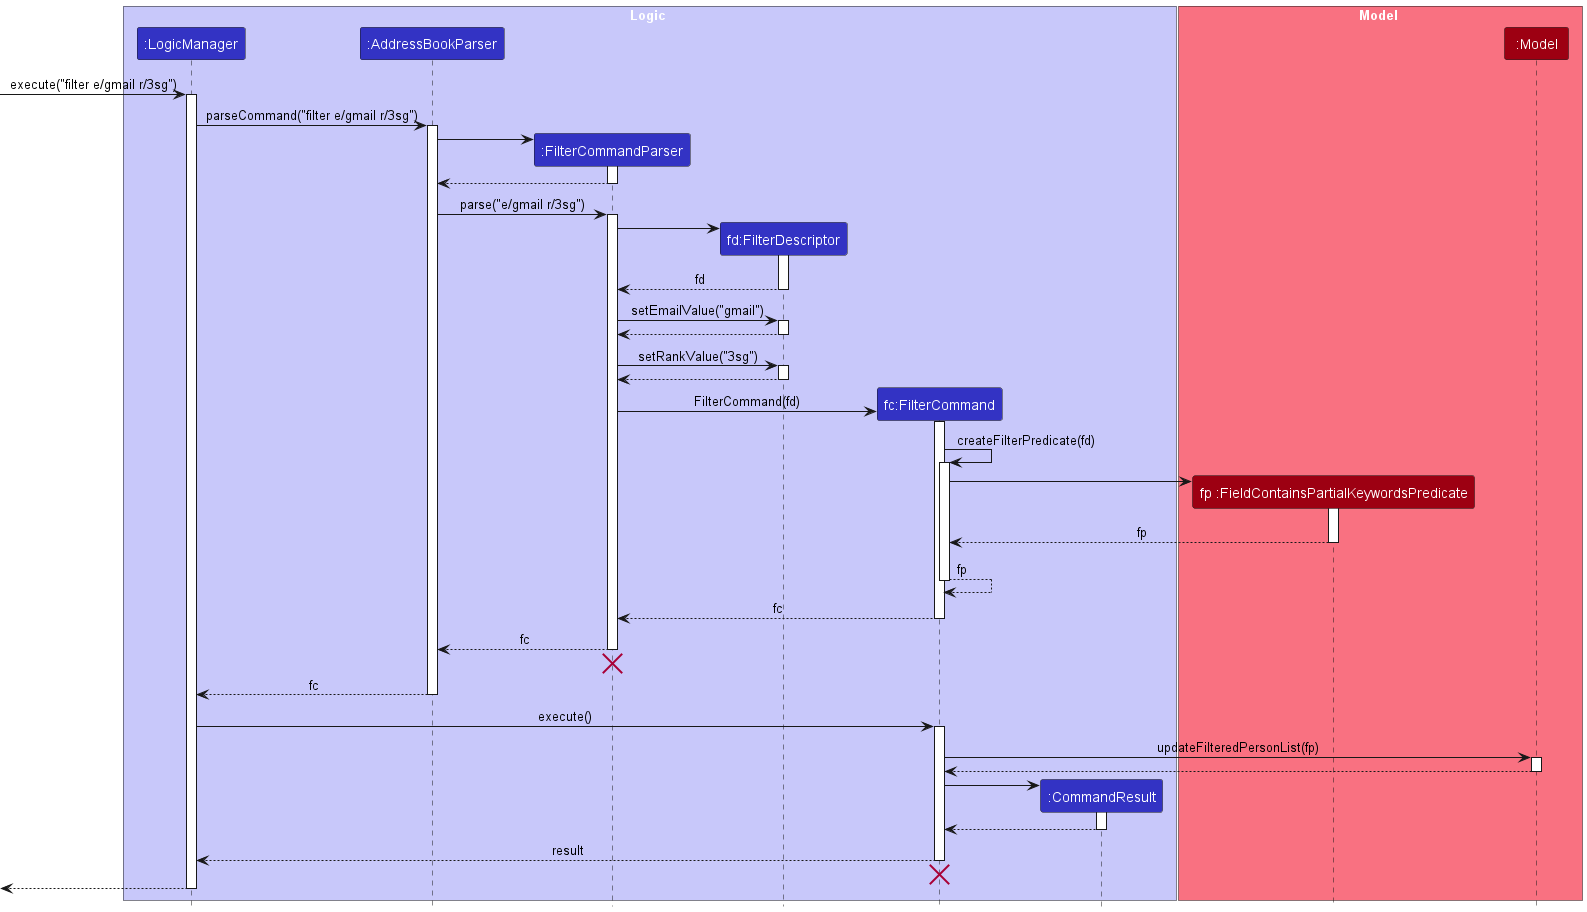 Logic
Model
:LogicManager
:AddressBookParser
:Model
execute("filter e/gmail r/3sg")
parseCommand("filter e/gmail r/3sg")
:FilterCommandParser
parse("e/gmail r/3sg")
fd:FilterDescriptor
fd
setEmailValue("gmail")
setRankValue("3sg")
FilterCommand(fd)
fc:FilterCommand
createFilterPredicate(fd)
fp :FieldContainsPartialKeywordsPredicate
fp
fp
fc
fc
fc
execute()
updateFilteredPersonList(fp)
:CommandResult
result